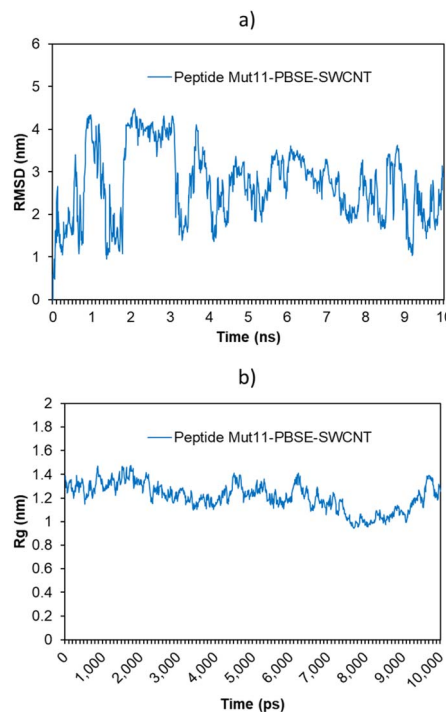 a)
6
5
4
3
2
1
0
RMSD (nm)
Peptide Mut11-PBSE-SWCNT
0 1 2 3 4 5 6 7 8 9 10
Time (ns)
b)
2
1.8
1.6
1.4
1.2
1
0.8
0.6
0.4
0.2
0
Rg (nm)
Peptide Mut11-PBSE-SWCNT
0 1,000 2,000 3,000 4,000 5,000 6,000 7,000 8,000 9,000 10,000
Time (ps)